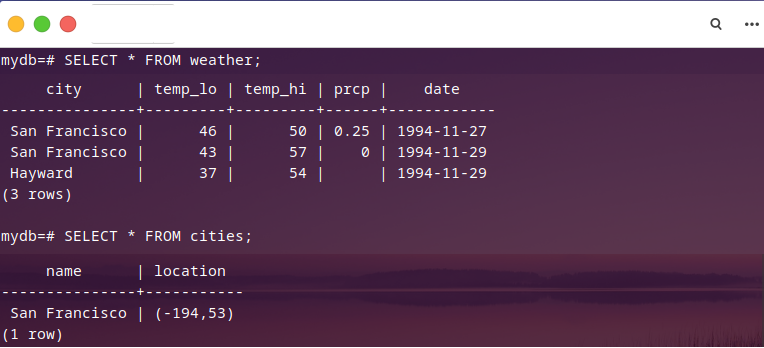 mydb=# SELECT * FROM weather;
     city      | temp_lo | temp_hi | prcp |    date
---------------+---------+---------+------+------------
 San Francisco |      46 |      50 | 0.25 | 1994-11-27
 San Francisco |      43 |      57 |    0 | 1994-11-29
 Hayward       |      37 |      54 |      | 1994-11-29
(3 rows)

mydb=# SELECT * FROM cities;
     name      | location
---------------+-----------
 San Francisco | (-194,53)
(1 row)